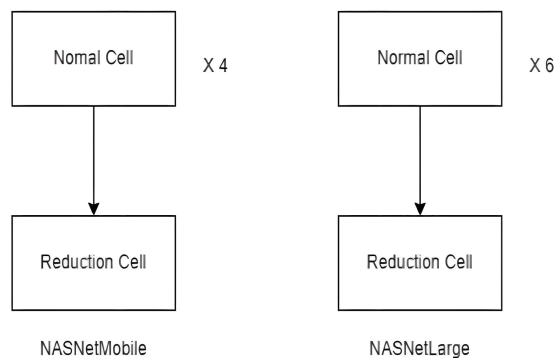 Nomal Cell
X 4
Normal Cell
X 6
Reduction Cell
Reduction Cell
NASNetMobile
NASNetLarge